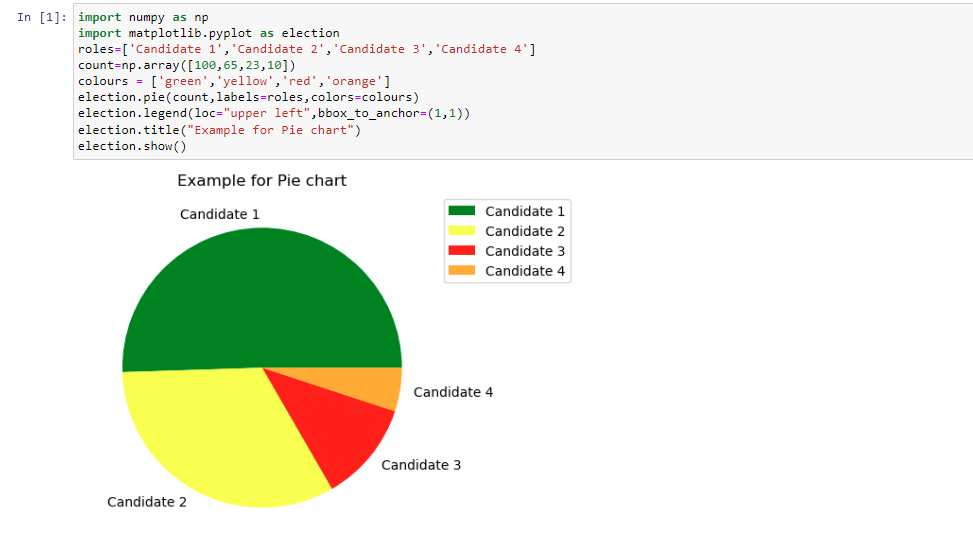 In [1]:
import numpy as np
import matplotlib.pyplot as election
roles=['Candidate 1','Candidate 2','Candidate 3','Candidate 4']
count=np.array([100,65,23,10])
colours = ['green','yellow','red','orange']
election.pie(count,labels=roles,colors=colours)
election.legend(loc="upper left",bbox_to_anchor=(1,1))
election.title("Example for Pie chart")
election.show()
Example for Pie chart
Candidate 1
Candidate 1
Candidate 2
Candidate 3
Candidate 4
Candidate 4
Candidate 3
Candidate 2